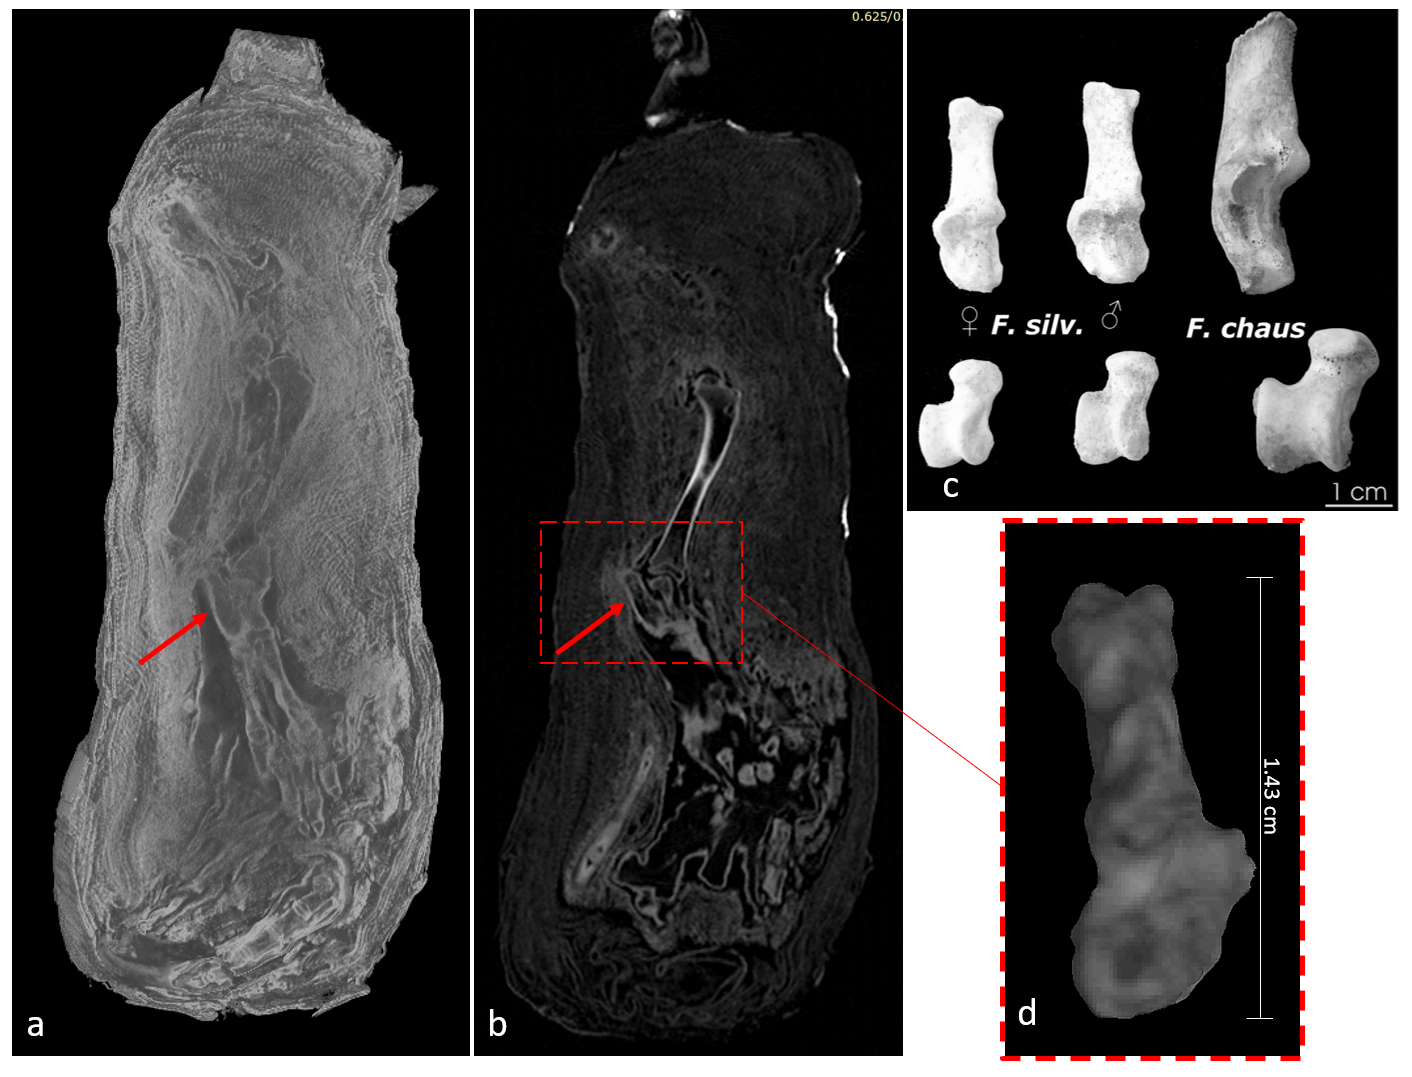 0.625/0.
♀ F. silv. ♂
F. chaus
1 cm
1.43 cm
a
b
c
d